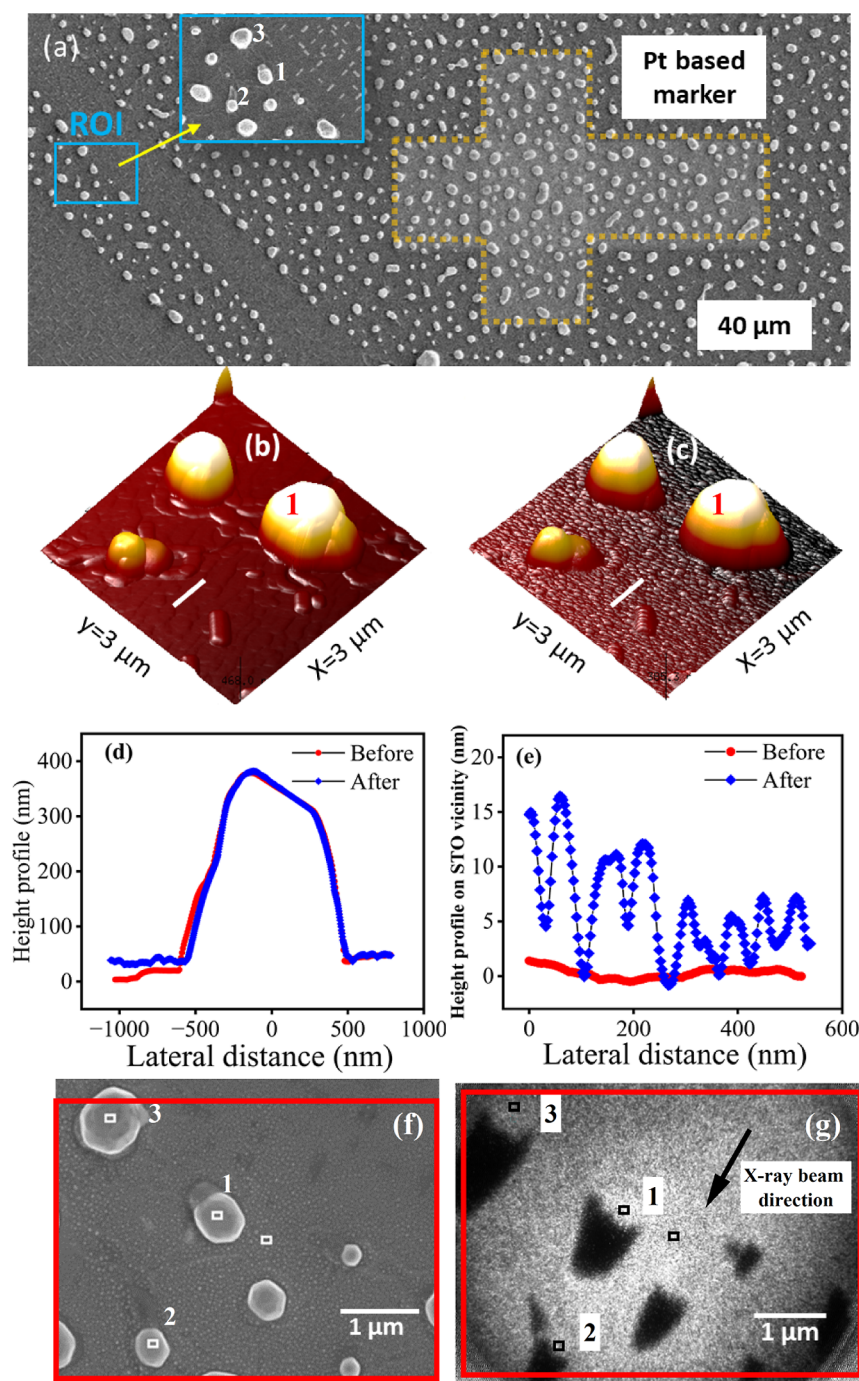 (a)
3
1
2
ROI
Pt based
marker
40 µm
(b)
1
y=3 µm
X=3 µm
(c)
1
y=3 µm
X=3 µm
(d)
Before
After
Height profile (nm)
400
300
200
100
0
−1000
−500
0
500
1000
Lateral distance (nm)
(e)
Before
After
Height profile on STO vicinity (nm)
20
15
10
5
0
0
200
400
600
Lateral distance (nm)
(f)
3
1
2
1 µm
(g)
3
1
X-ray beam
direction
2
1 µm